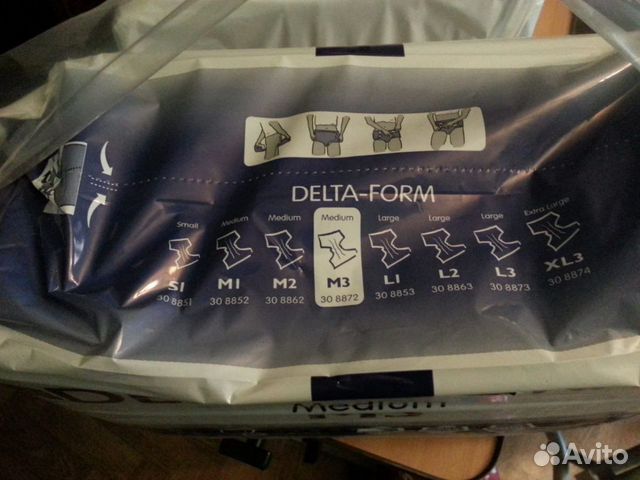 DELTA-FORM
Small Medium Medium Medium Large Large Large Extra Large
S1 M1 M2 M3 L1 L2 L3 XL3
30 8851 30 8852 30 8862 30 8872 30 8853 30 8863 30 8873 30 8874
Medium
Avito